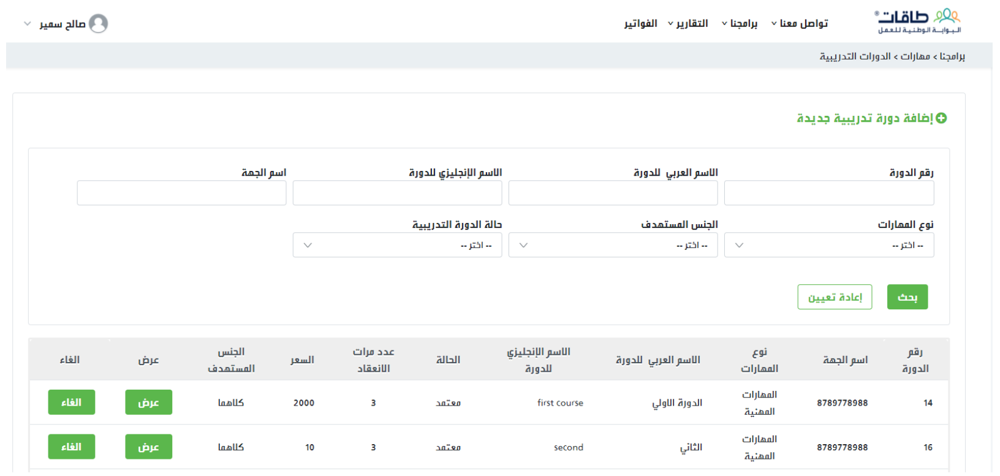 طاقات ®
البوابة الوطنية للعمل
تواصل معنا
برامجنا
التقارير
الفواتير
صالح سمير
برامجنا > مهارات > الدورات التدريبية
إضافة دورة تدريبية جديدة
رقم الدورة
الاسم العربي للدورة
الاسم الإنجليزي للدورة
اسم الجهة
نوع المهارات
الجنس المستهدف
حالة الدورة التدريبية
-- اختر --
-- اختر --
-- اختر --
بحث
إعادة تعيين
رقم
الدورة
اسم الجهة
نوع
المهارات
الاسم العربي للدورة
الاسم الإنجليزي
للدورة
الحالة
عدد مرات
الانعقاد
السعر
الجنس
المستهدف
عرض
الغاء
14
8789778988
المهارات
المهنية
الدورة الاولي
first course
معتمد
3
2000
كلاهما
عرض
الغاء
16
8789778988
المهارات
المهنية
الثاني
second
معتمد
3
10
كلاهما
عرض
الغاء